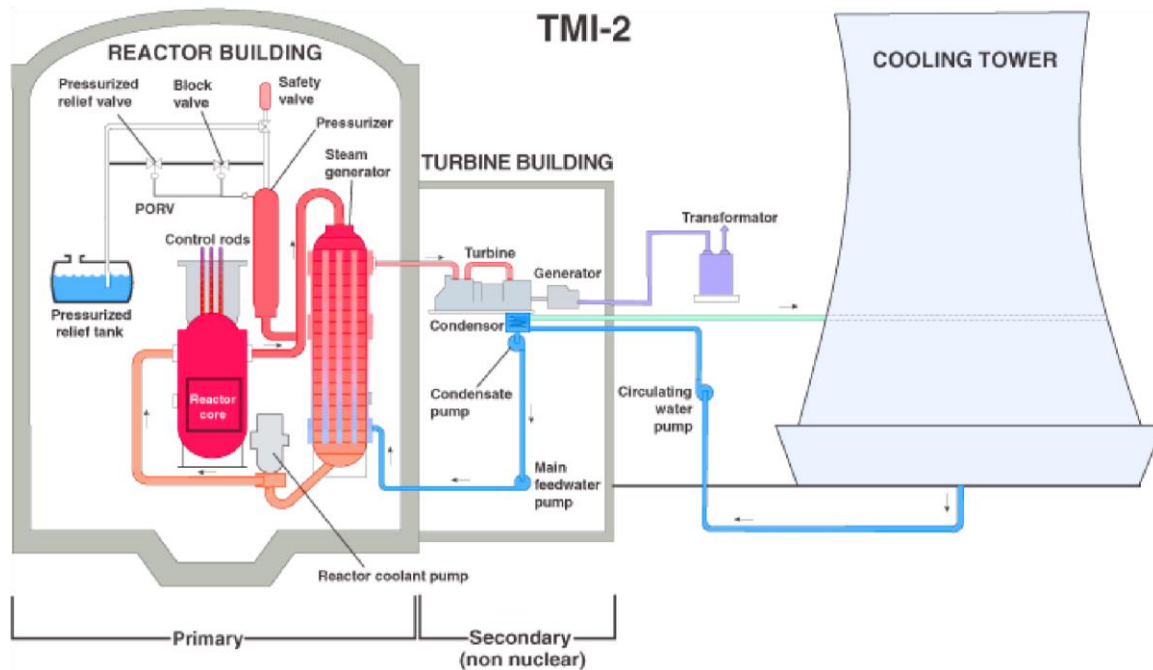 TMI-2
REACTOR BUILDING
COOLING TOWER
Pressurized
relief valve
Block
valve
Safety
valve
Pressurizer
Steam
generator
TURBINE BUILDING
PORV
Control rods
Transformator
Turbine
Generator
Pressurized
relief tank
Condensor
Reactor
core
Condensate
pump
Circulating
water
pump
Main
feedwater
pump
Reactor coolant pump
Primary
Secondary
(non nuclear)